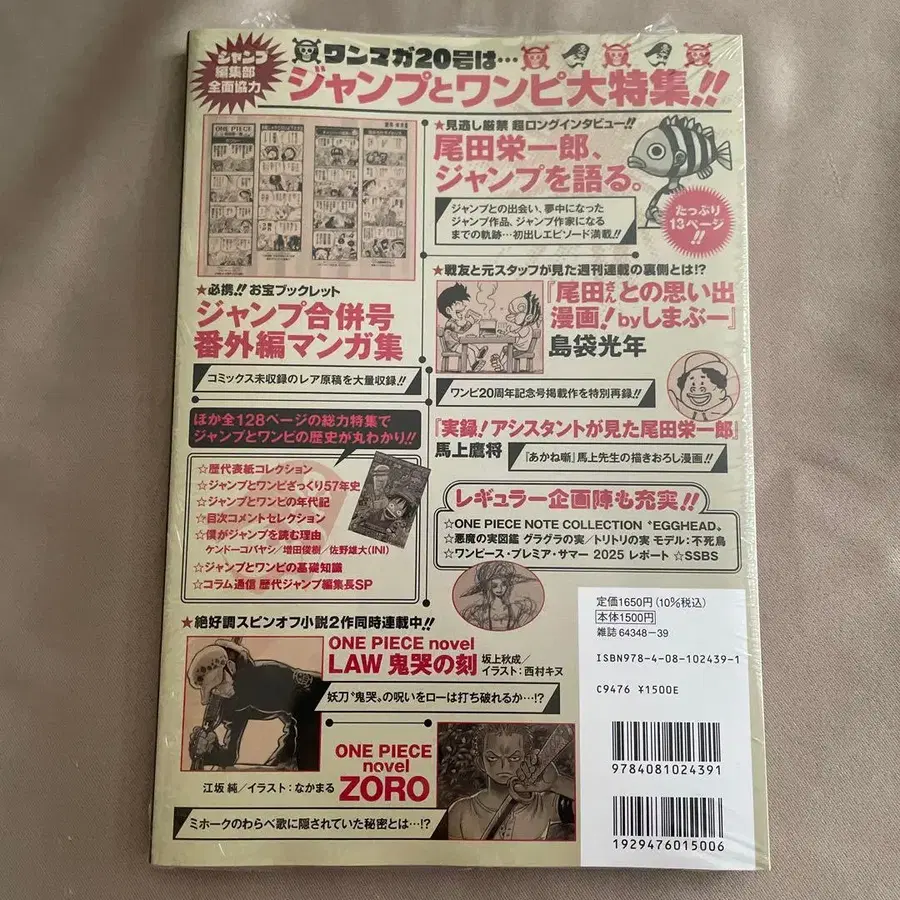 ジャンプ
編集部
全面協力
ワンマガ20号は…
ジャンプとワンピ大特集!!
ONE PIECE
★必携!! お宝ブックレット
ジャンプ合併号
番外編マンガ集
コミックス未収録のレア原稿を大量収録!!
★見逃し厳禁 超ロングインタビュー!!
尾田栄一郎、
ジャンプを語る。
ジャンプとの出会い、夢中になった
ジャンプ作品、ジャンプ作家になる
までの軌跡…初出しエピソード満載!!
たっぷり
13ページ
!!
★戦友と元スタッフが見た週刊連載の裏側とは!?
『尾田さんとの思い出
漫画!byしまぶー』
島袋光年
ワンピ20周年記念号掲載作を特別再録!!
『実録!アシスタントが見た尾田栄一郎』
馬上鷹将
『あかね噺』馬上先生の描きおろし漫画!!
ほか全128ページの総力特集で
ジャンプとワンピの歴史が丸わかり!!
☆歴代表紙コレクション
☆ジャンプとワンピざっくり57年史
☆ジャンプとワンピの年代記
☆目次コメントセレクション
☆僕がジャンプを読む理由
ケンドーコバヤシ/増田俊樹/佐野雄大(INI)
☆ジャンプとワンピの基礎知識
☆コラム通信 歴代ジャンプ編集長SP
レギュラー企画陣も充実!!
☆ONE PIECE NOTE COLLECTION〝EGGHEAD〟
☆悪魔の実図鑑 グラグラの実/トリトリの実 モデル:不死鳥
☆ワンピース・プレミア・サマー 2025 レポート ☆SSBS
★絶好調スピンオフ小説2作同時連載中!!
ONE PIECE novel
LAW 鬼哭の刻
坂上秋成/
イラスト:西村キヌ
妖刀〝鬼哭〟の呪いをローは打ち破れるか…!?
ONE PIECE
novel
ZORO
江坂 純/イラスト:なかまる
ミホークのわらべ歌に隠されていた秘密とは…!?
定価1650円(10%税込)
本体1500円
雑誌 64348-39
ISBN978-4-08-102439-1
C9476 ¥1500E
9784081024391
1929476015006